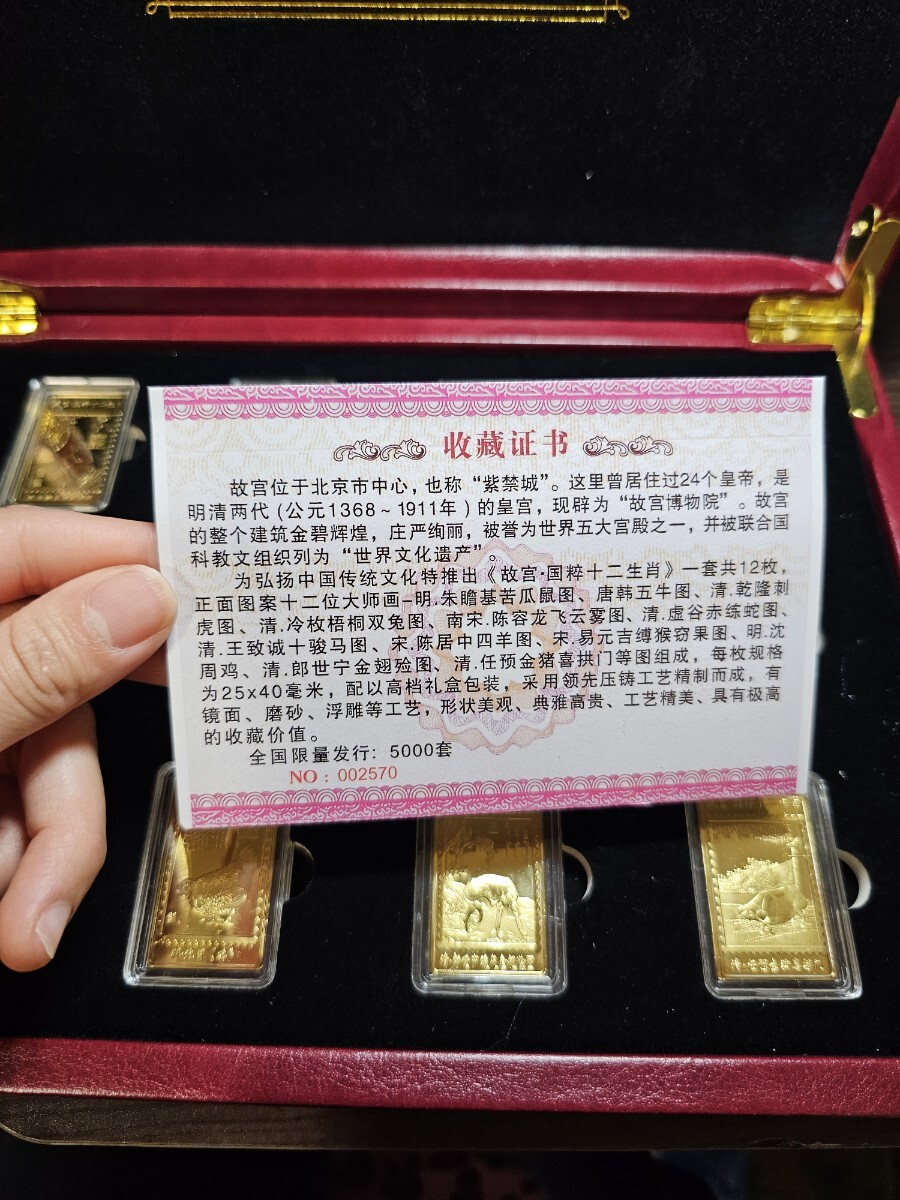 收藏证书
故宫位于北京市中心，也称“紫禁城”。这里曾居住过24个皇帝，是
明清两代（公元1368～1911年）的皇宫，现辟为“故宫博物院”。故宫
的整个建筑金碧辉煌，庄严绚丽，被誉为世界五大宫殿之一，并被联合国
科教文组织列为“世界文化遗产”。
为弘扬中国传统文化特推出《故宫·国粹十二生肖》一套共12枚，
正面图案十二位大师画—明.朱瞻基苦瓜鼠图、唐韩五牛图、清.乾隆刺
虎图、清.冷枚梧桐双兔图、南宋.陈容龙飞云雾图、清.虚谷赤练蛇图、
清.王致诚十骏马图、宋.陈居中四羊图、宋.易元吉缚猴窃果图、明.沈
周鸡、清.郎世宁金翅猃图、清.任预金猪喜拱门等图组成，每枚规格
为25x40毫米，配以高档礼盒包装，采用领先压铸工艺精制而成，有
镜面、磨砂、浮雕等工艺，形状美观、典雅高贵、工艺精美、具有极高
的收藏价值。
全国限量发行：5000套
NO：002570